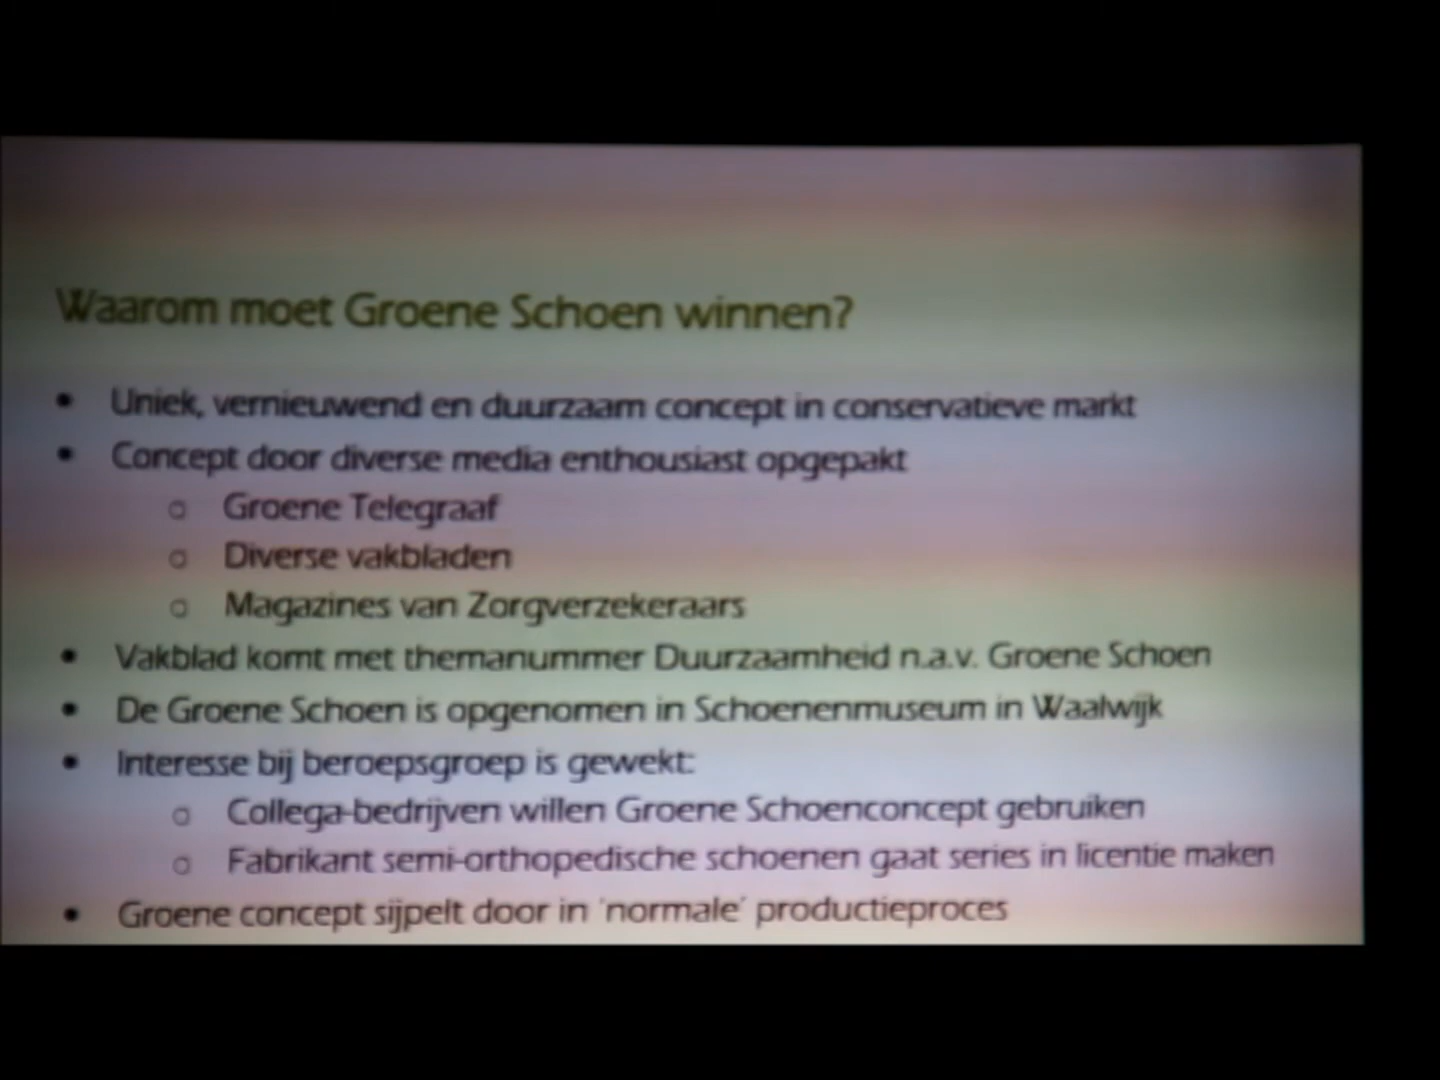 Waarom moet Groene Schoen winnen?
• Uniek, vernieuwend en duurzaam concept in conservatieve markt
• Concept door diverse media enthousiast opgepakt
o Groene Telegraaf
o Diverse vakbladen
o Magazines van Zorgverzekeraars
• Vakblad komt met themanummer Duurzaamheid n.a.v. Groene Schoen
• De Groene Schoen is opgenomen in Schoenenmuseum in Waalwijk
• Interesse bij beroepsgroep is gewekt:
o Collega-bedrijven willen Groene Schoenconcept gebruiken
o Fabrikant semi-orthopedische schoenen gaat series in licentie maken
• Groene concept sijpelt door in 'normale' productieproces